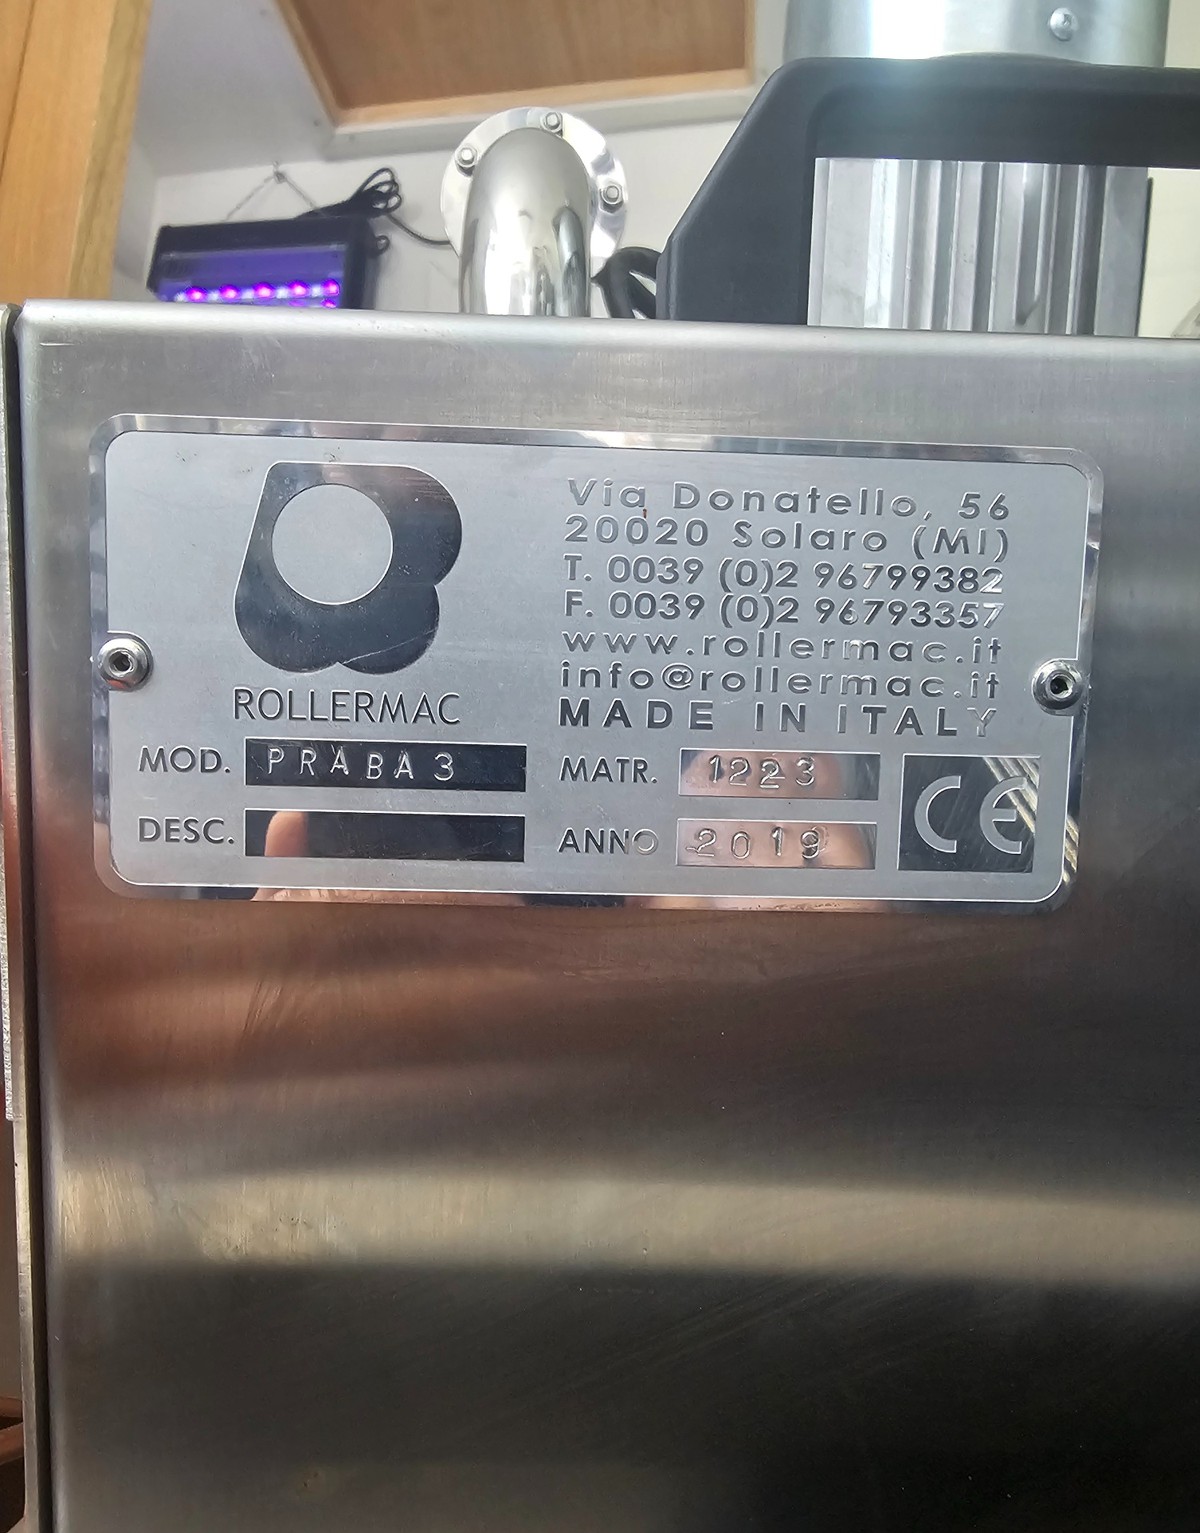 ROLLERMAC
Via Donatello, 56
20020 Solaro (MI)
T. 0039 (0)2 96799382
F. 0039 (0)2 96793357
www.rollermac.it
info@rollermac.it
MADE IN ITALY
MOD. PRABA3
MATR. 1223
DESC.
ANNO 2019
CE